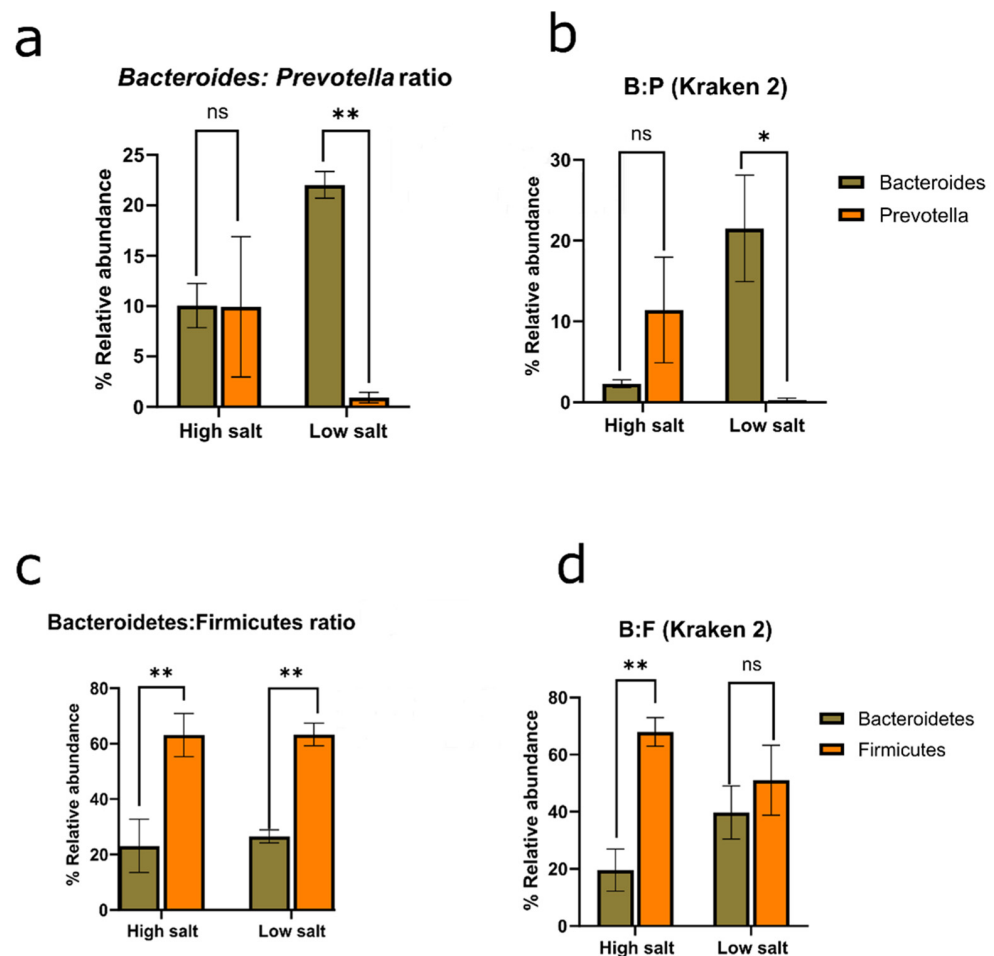 a
Bacteroides: Prevotella ratio
ns
**
% Relative abundance
25
20
15
10
5
0
High salt
Low salt
b
B:P (Kraken 2)
ns
*
% Relative abundance
30
20
10
0
High salt
Low salt
Bacteroides
Prevotella
c
Bacteroidetes:Firmicutes ratio
**
**
% Relative abundance
80
60
40
20
0
High salt
Low salt
d
B:F (Kraken 2)
**
ns
% Relative abundance
80
60
40
20
0
High salt
Low salt
Bacteroidetes
Firmicutes